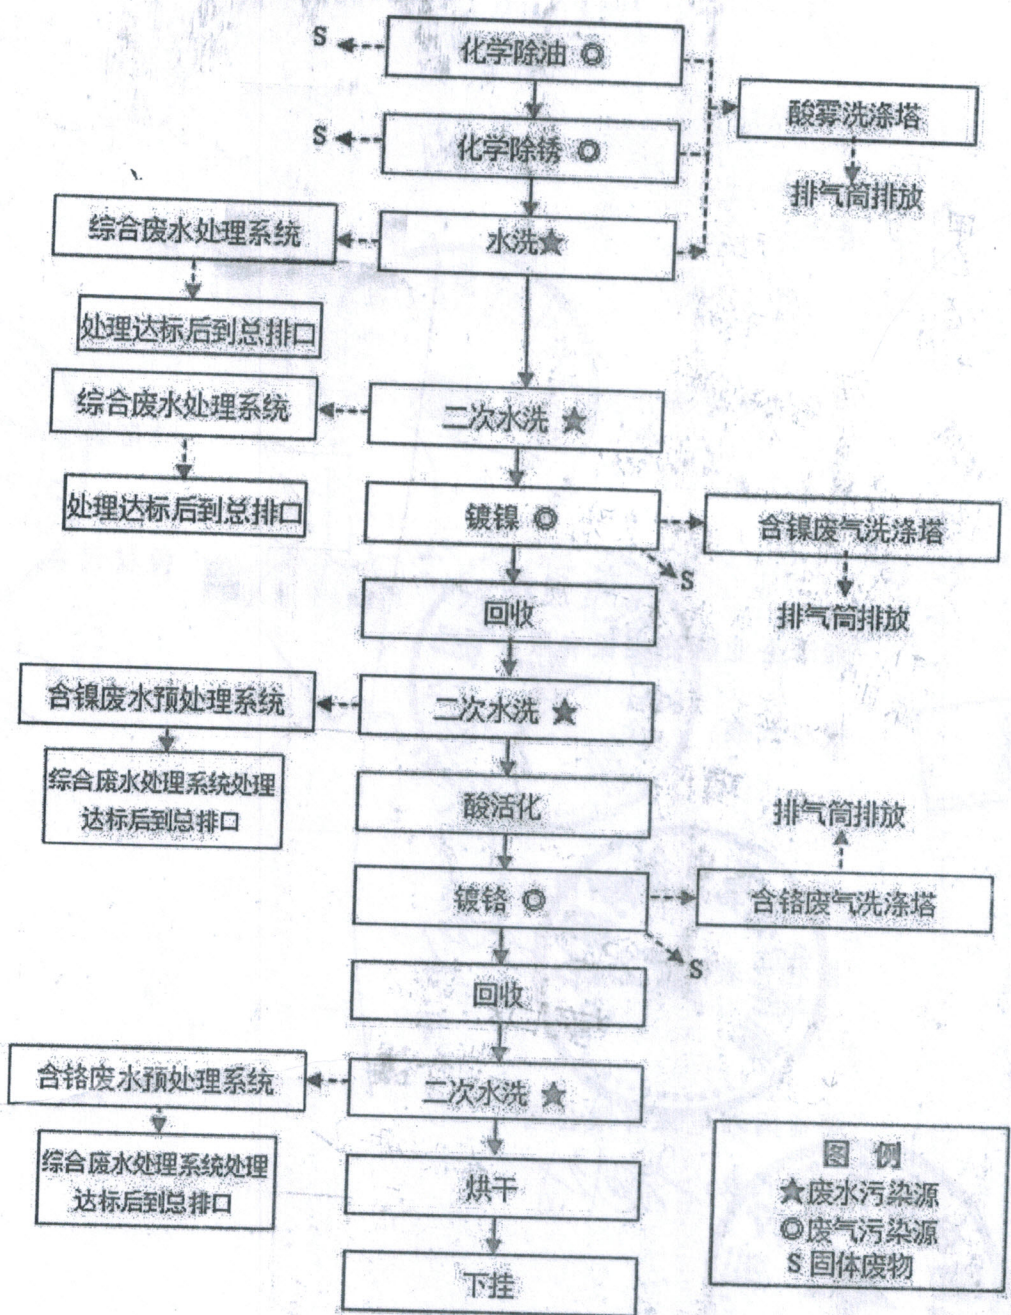 S
化学除油 ◎
酸雾洗涤塔
S
化学除锈 ◎
排气筒排放
综合废水处理系统
水洗★
处理达标后到总排口
综合废水处理系统
二次水洗 ★
处理达标后到总排口
镀镍 ◎
含镍废气洗涤塔
S
回收
排气筒排放
含镍废水预处理系统
二次水洗 ★
综合废水处理系统处理
达标后到总排口
酸活化
排气筒排放
镀铬 ◎
含铬废气洗涤塔
S
回收
含铬废水预处理系统
二次水洗 ★
综合废水处理系统处理
达标后到总排口
烘干
下挂
图 例
★废水污染源
◎废气污染源
S 固体废物